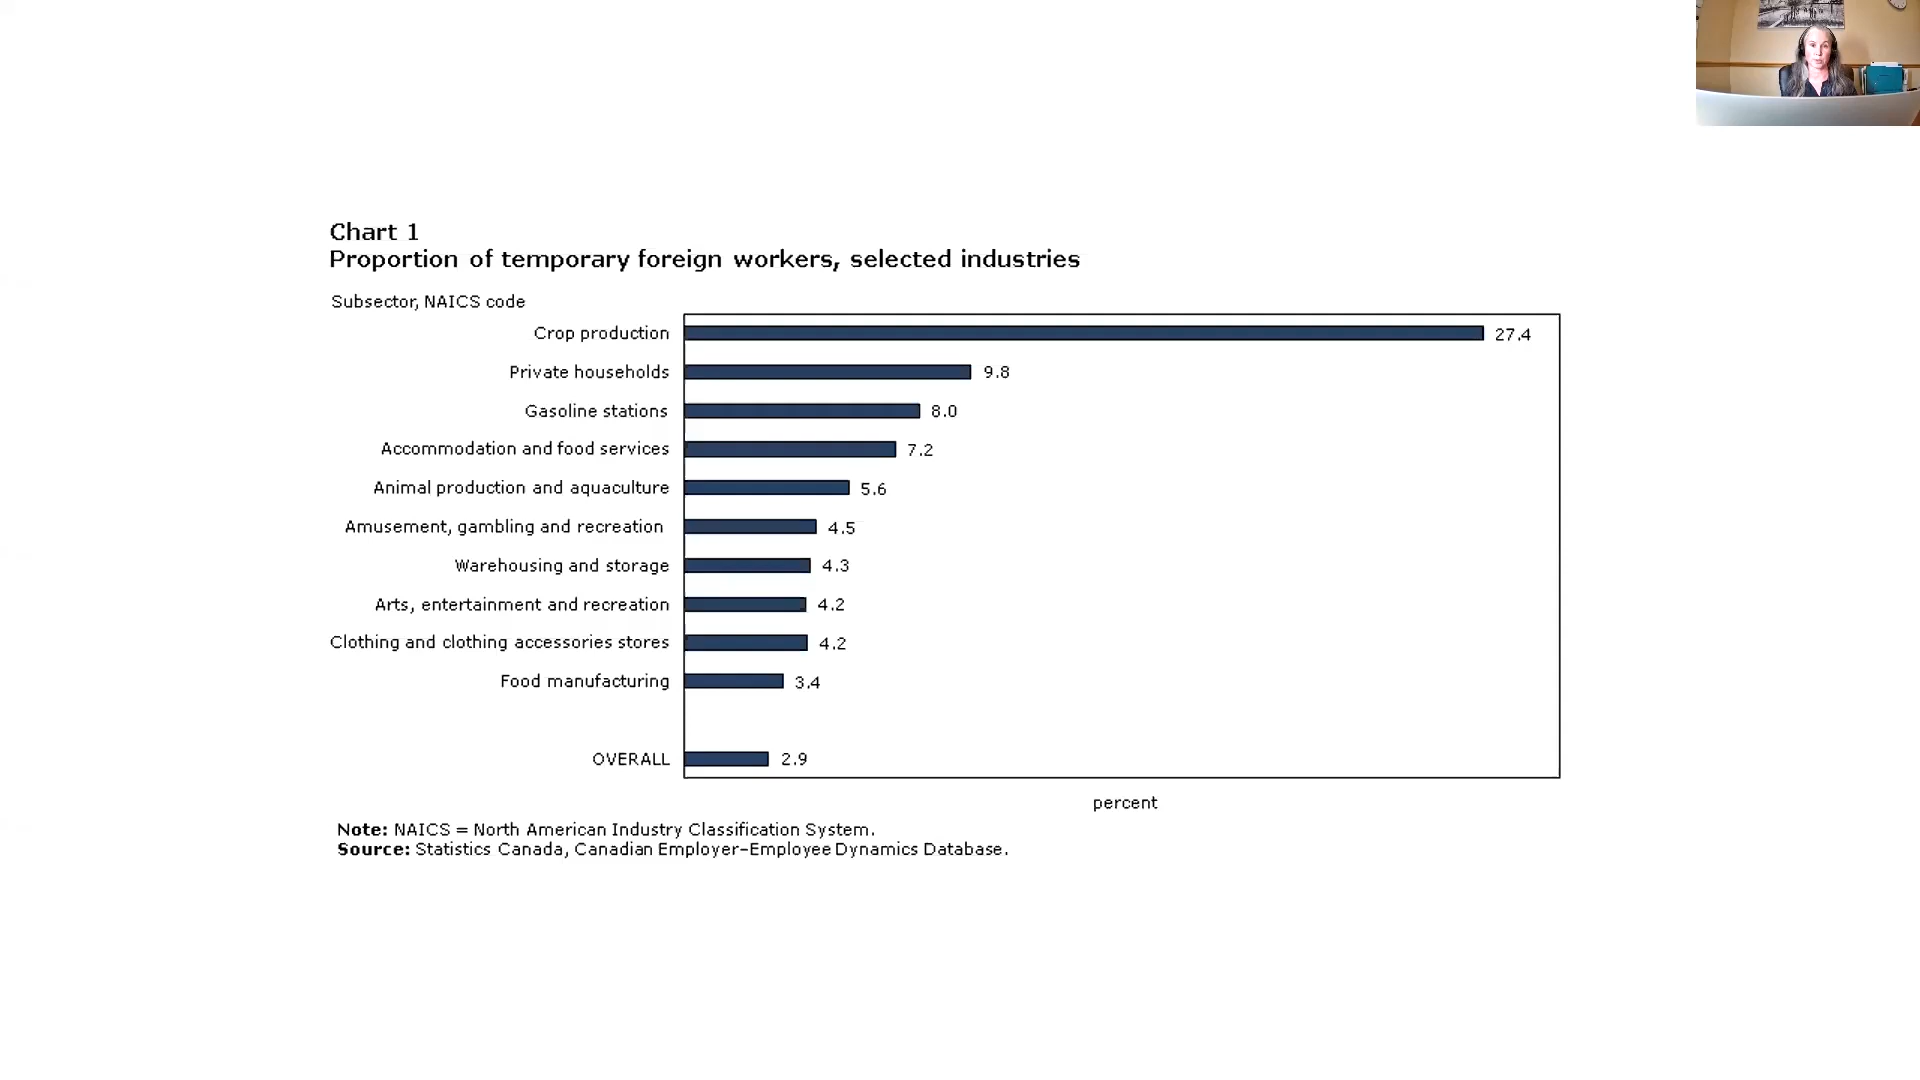 Chart 1
Proportion of temporary foreign workers, selected industries
Subsector, NAICS code
Crop production 27.4
Private households 9.8
Gasoline stations 8.0
Accommodation and food services 7.2
Animal production and aquaculture 5.6
Amusement, gambling and recreation 4.5
Warehousing and storage 4.3
Arts, entertainment and recreation 4.2
Clothing and clothing accessories stores 4.2
Food manufacturing 3.4
OVERALL 2.9
percent
Note: NAICS = North American Industry Classification System.
Source: Statistics Canada, Canadian Employer–Employee Dynamics Database.